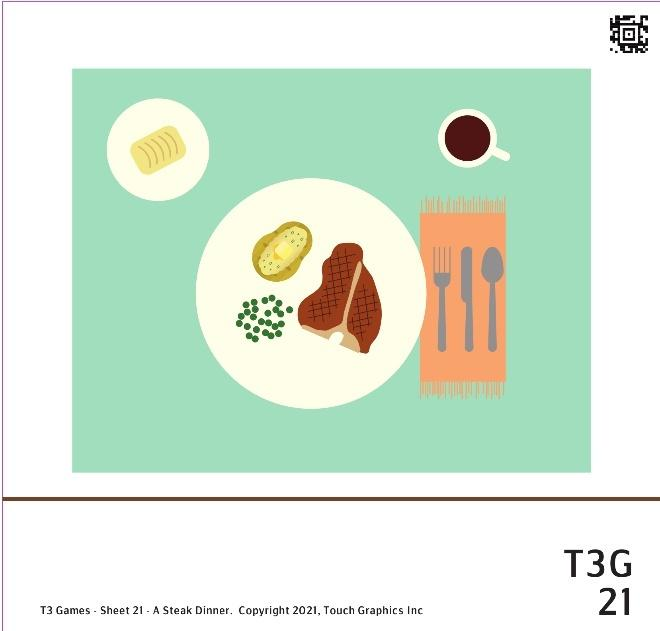 T3G
21
T3 Games - Sheet 21 - A Steak Dinner.  Copyright 2021, Touch Graphics Inc